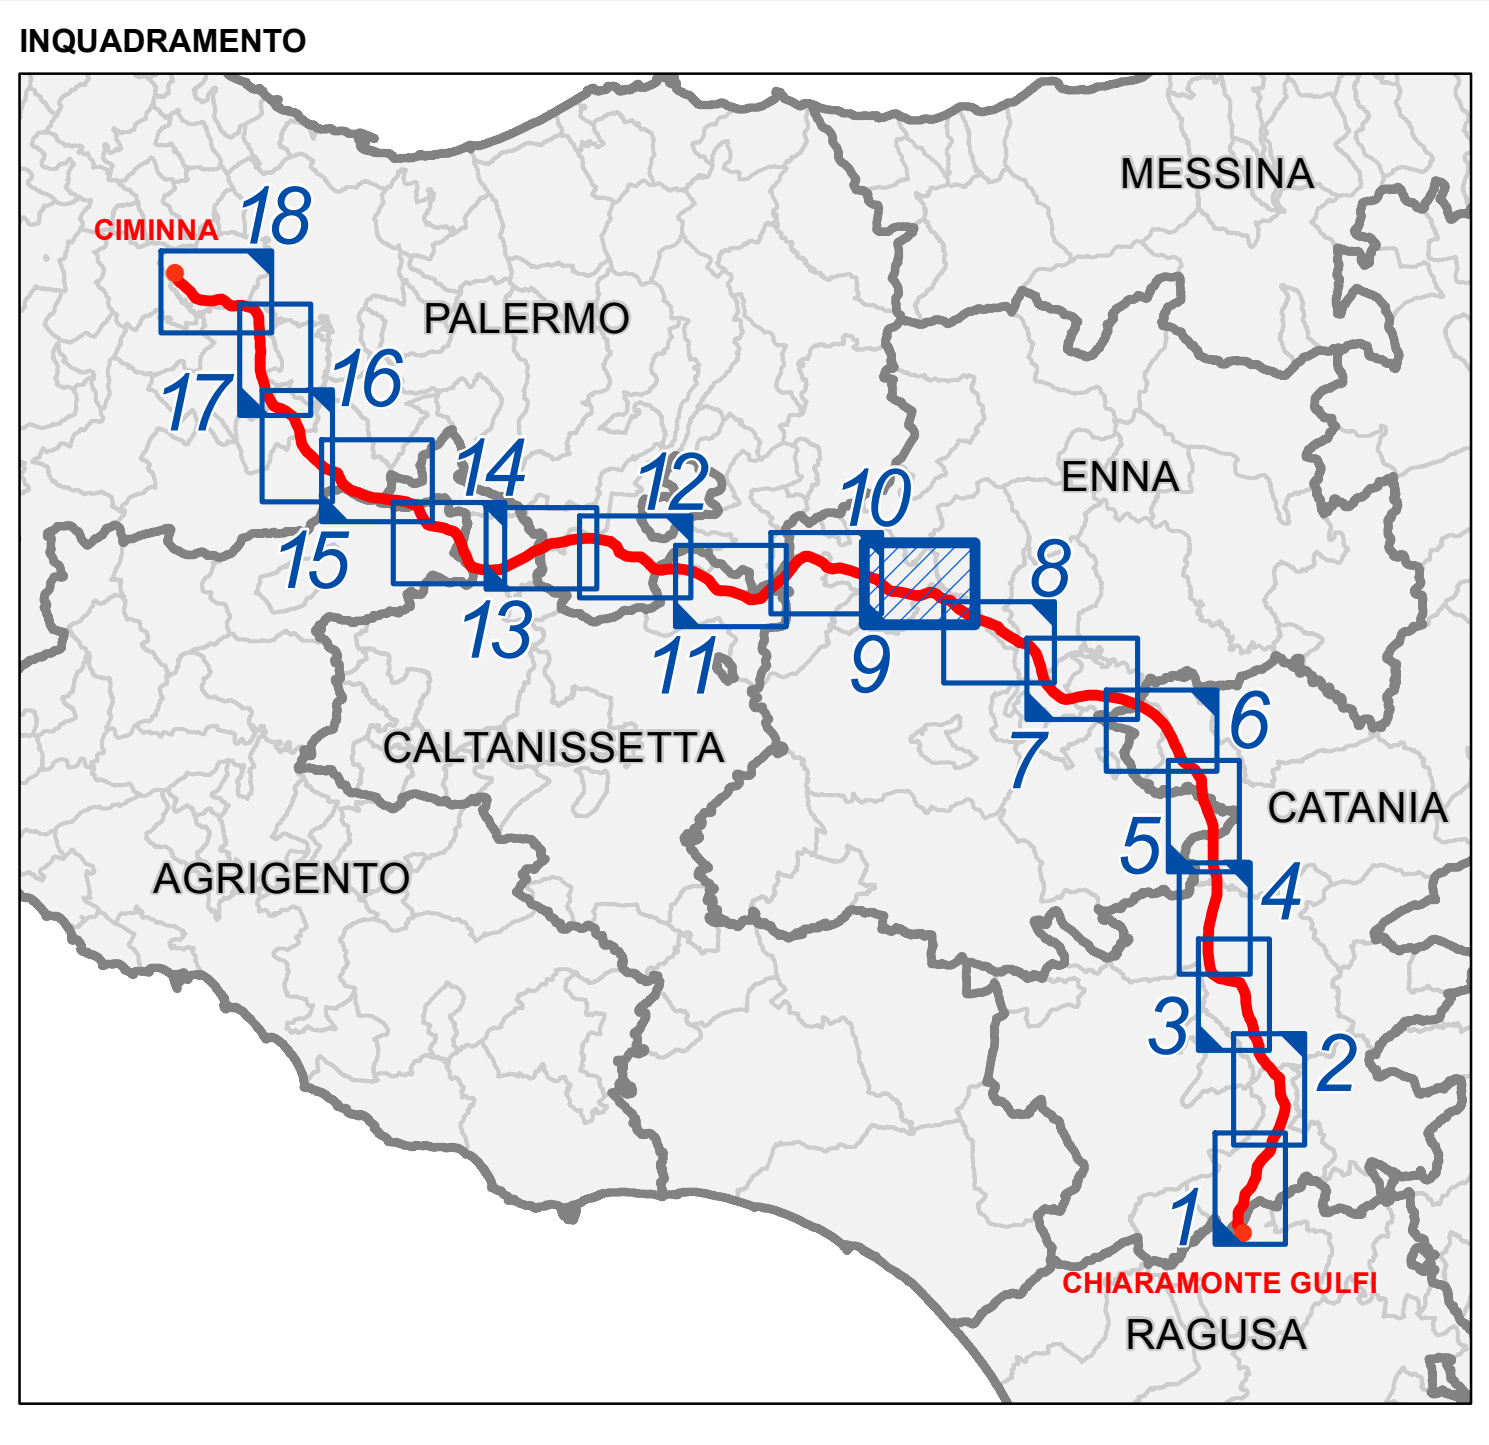 INQUADRAMENTO
MESSINA
18
CIMINNA
PALERMO
16
17
14
12
10
ENNA
15
8
13
11
9
6
CALTANISSETTA
7
CATANIA
5
AGRIGENTO
4
3
2
1
CHIARAMONTE GULFI
RAGUSA